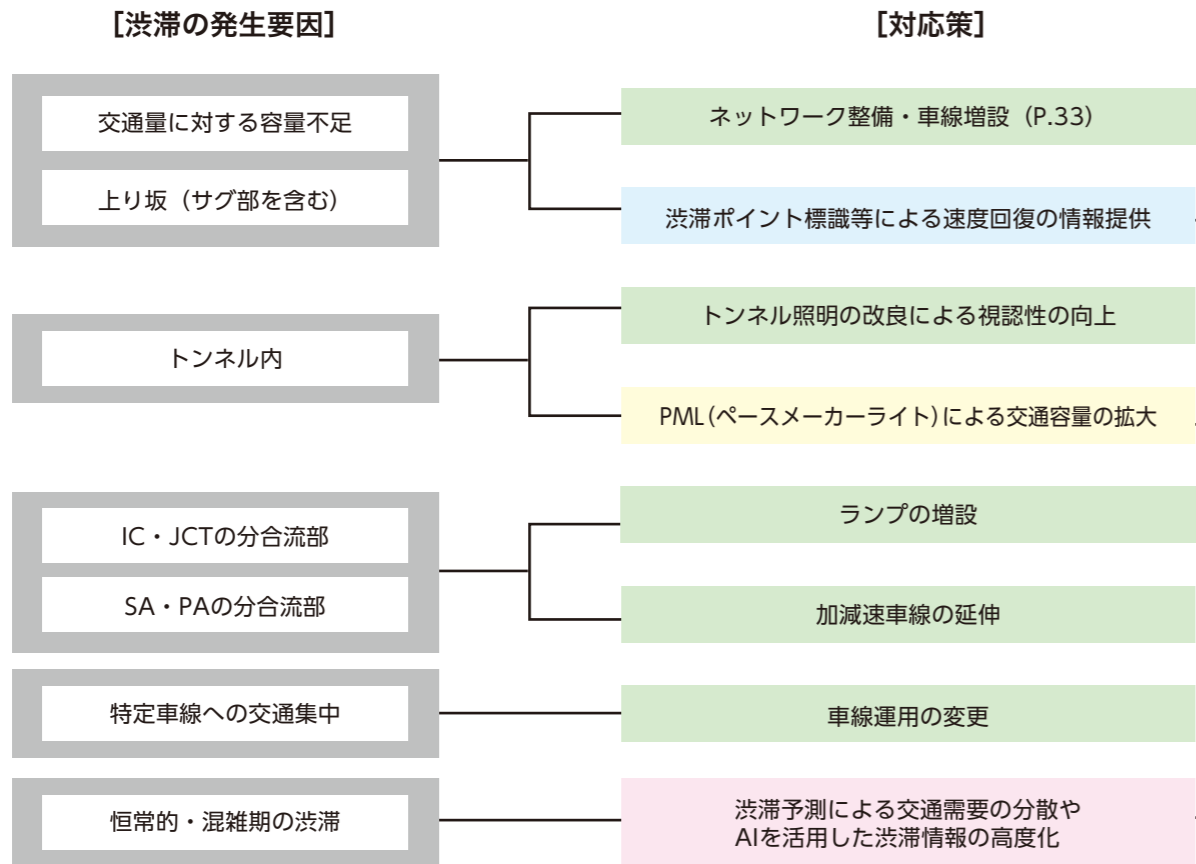 [渋滞の発生要因]
[対応策]
交通量に対する容量不足
上り坂（サグ部を含む）
ネットワーク整備・車線増設（P.33）
渋滞ポイント標識等による速度回復の情報提供
トンネル内
トンネル照明の改良による視認性の向上
PML（ペースメーカーライト）による交通容量の拡大
IC・JCTの分合流部
SA・PAの分合流部
ランプの増設
加減速車線の延伸
特定車線への交通集中
車線運用の変更
恒常的・混雑期の渋滞
渋滞予測による交通需要の分散や
AIを活用した渋滞情報の高度化